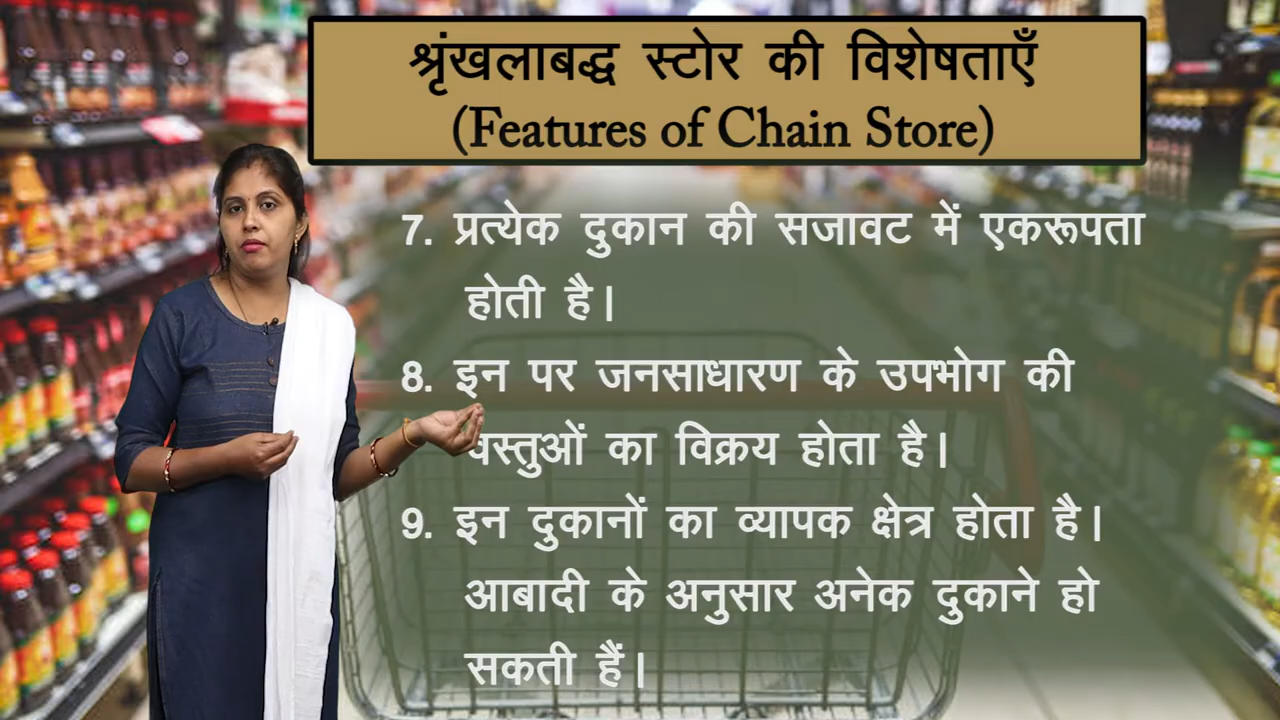 श्रृंखलाबद्ध स्टोर की विशेषताएँ
(Features of Chain Store)
7. प्रत्येक दुकान की सजावट में एकरूपता
होती है।
8. इन पर जनसाधारण के उपभोग की
वस्तुओं का विक्रय होता है।
9. इन दुकानों का व्यापक क्षेत्र होता है।
आबादी के अनुसार अनेक दुकाने हो
सकती हैं।